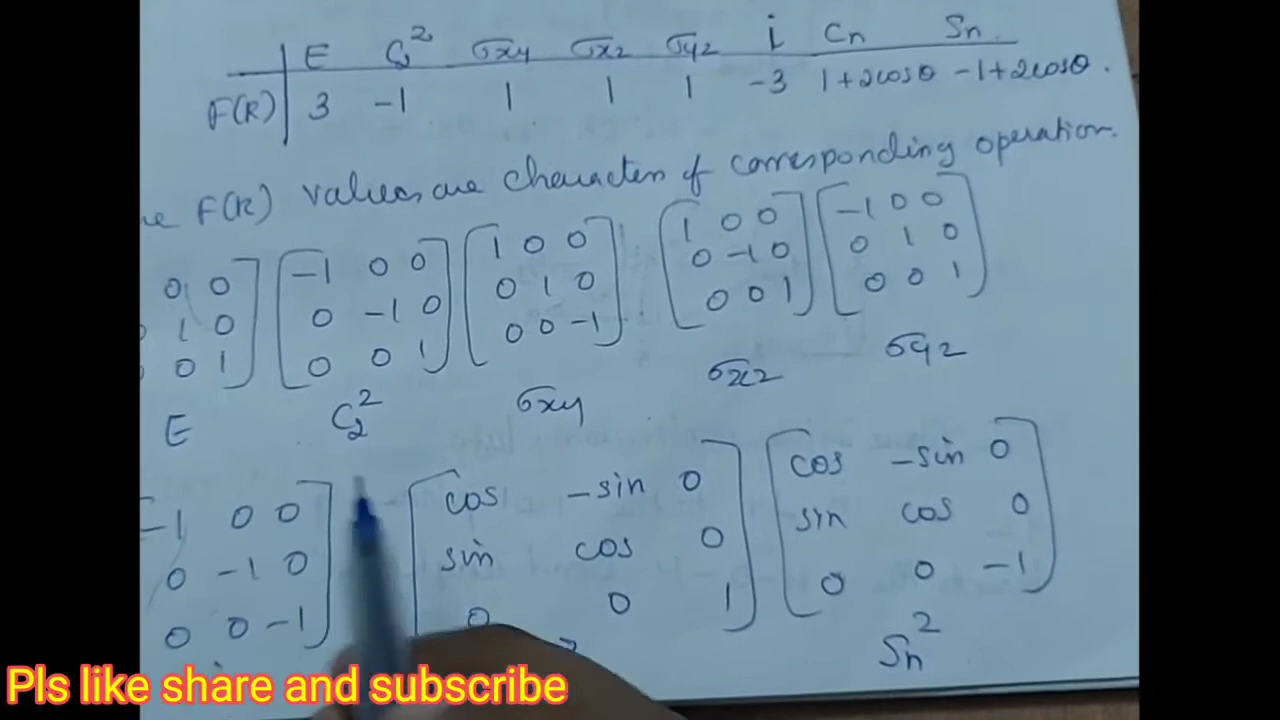 E C₂² σxy σxz σyz i Cn Sn
F(R) 3 -1 1 1 1 -3 1+2cosθ -1+2cosθ.
F(R) values are characters of corresponding operation.
0 0 -1 0 0 1 0 0 1 0 0 -1 0 0
1 0 0 -1 0 0 1 0 0 -1 0 0 1 0
0 1 0 0 1 0 0 -1 0 0 1 0 0 1
E C₂² σxy σxz σyz
-1 0 0 cos -sin 0 cos -sin 0
0 -1 0 sin cos 0 sin cos 0
0 0 -1 0 0 1 0 0 -1
Sn²
Pls like share and subscribe